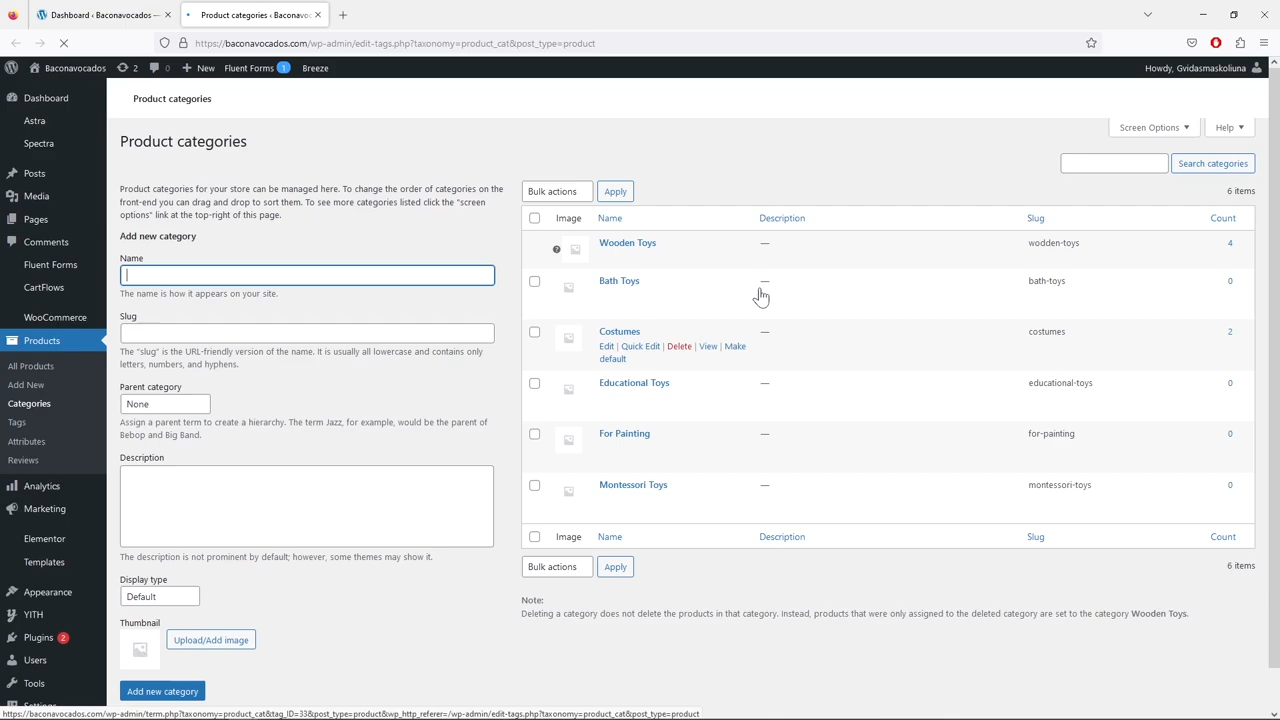 Dashboard ‹ Baconavocados —
Product categories ‹ Baconavoc
https://baconavocados.com/wp-admin/edit-tags.php?taxonomy=product_cat&post_type=product
Baconavocados 2 0 New Fluent Forms 1 Breeze Howdy, Gvidasmaskoliuna
Dashboard
Astra
Spectra
Posts
Media
Pages
Comments
Fluent Forms
CartFlows
WooCommerce
Products
All Products
Add New
Categories
Tags
Attributes
Reviews
Analytics
Marketing
Elementor
Templates
Appearance
YITH
Plugins 2
Users
Tools
Settings
Product categories
Screen Options Help
Product categories
Search categories
Product categories for your store can be managed here. To change the order of categories on the
front-end you can drag and drop to sort them. To see more categories listed click the "screen
options" link at the top-right of this page.
Add new category
Name
The name is how it appears on your site.
Slug
The "slug" is the URL-friendly version of the name. It is usually all lowercase and contains only
letters, numbers, and hyphens.
Parent category
None
Assign a parent term to create a hierarchy. The term Jazz, for example, would be the parent of
Bebop and Big Band.
Description
The description is not prominent by default; however, some themes may show it.
Display type
Default
Thumbnail
Upload/Add image
Add new category
Bulk actions Apply 6 items
Image Name Description Slug Count
Wooden Toys — wodden-toys 4
Bath Toys — bath-toys 0
Costumes — costumes 2
Edit | Quick Edit | Delete | View | Make
default
Educational Toys — educational-toys 0
For Painting — for-painting 0
Montessori Toys — montessori-toys 0
Image Name Description Slug Count
Bulk actions Apply 6 items
Note:
Deleting a category does not delete the products in that category. Instead, products that were only assigned to the deleted category are set to the category Wooden Toys.
https://baconavocados.com/wp-admin/term.php?taxonomy=product_cat&tag_ID=33&post_type=product&wp_http_referer=/wp-admin/edit-tags.php?taxonomy=product_cat&post_type=product